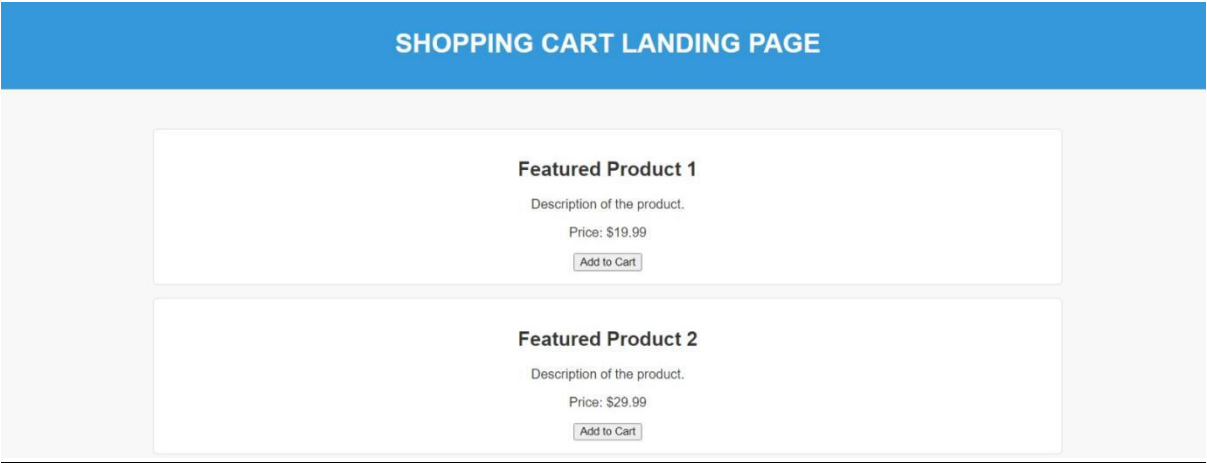 SHOPPING CART LANDING PAGE
Featured Product 1
Description of the product.
Price: $19.99
Add to Cart
Featured Product 2
Description of the product.
Price: $29.99
Add to Cart